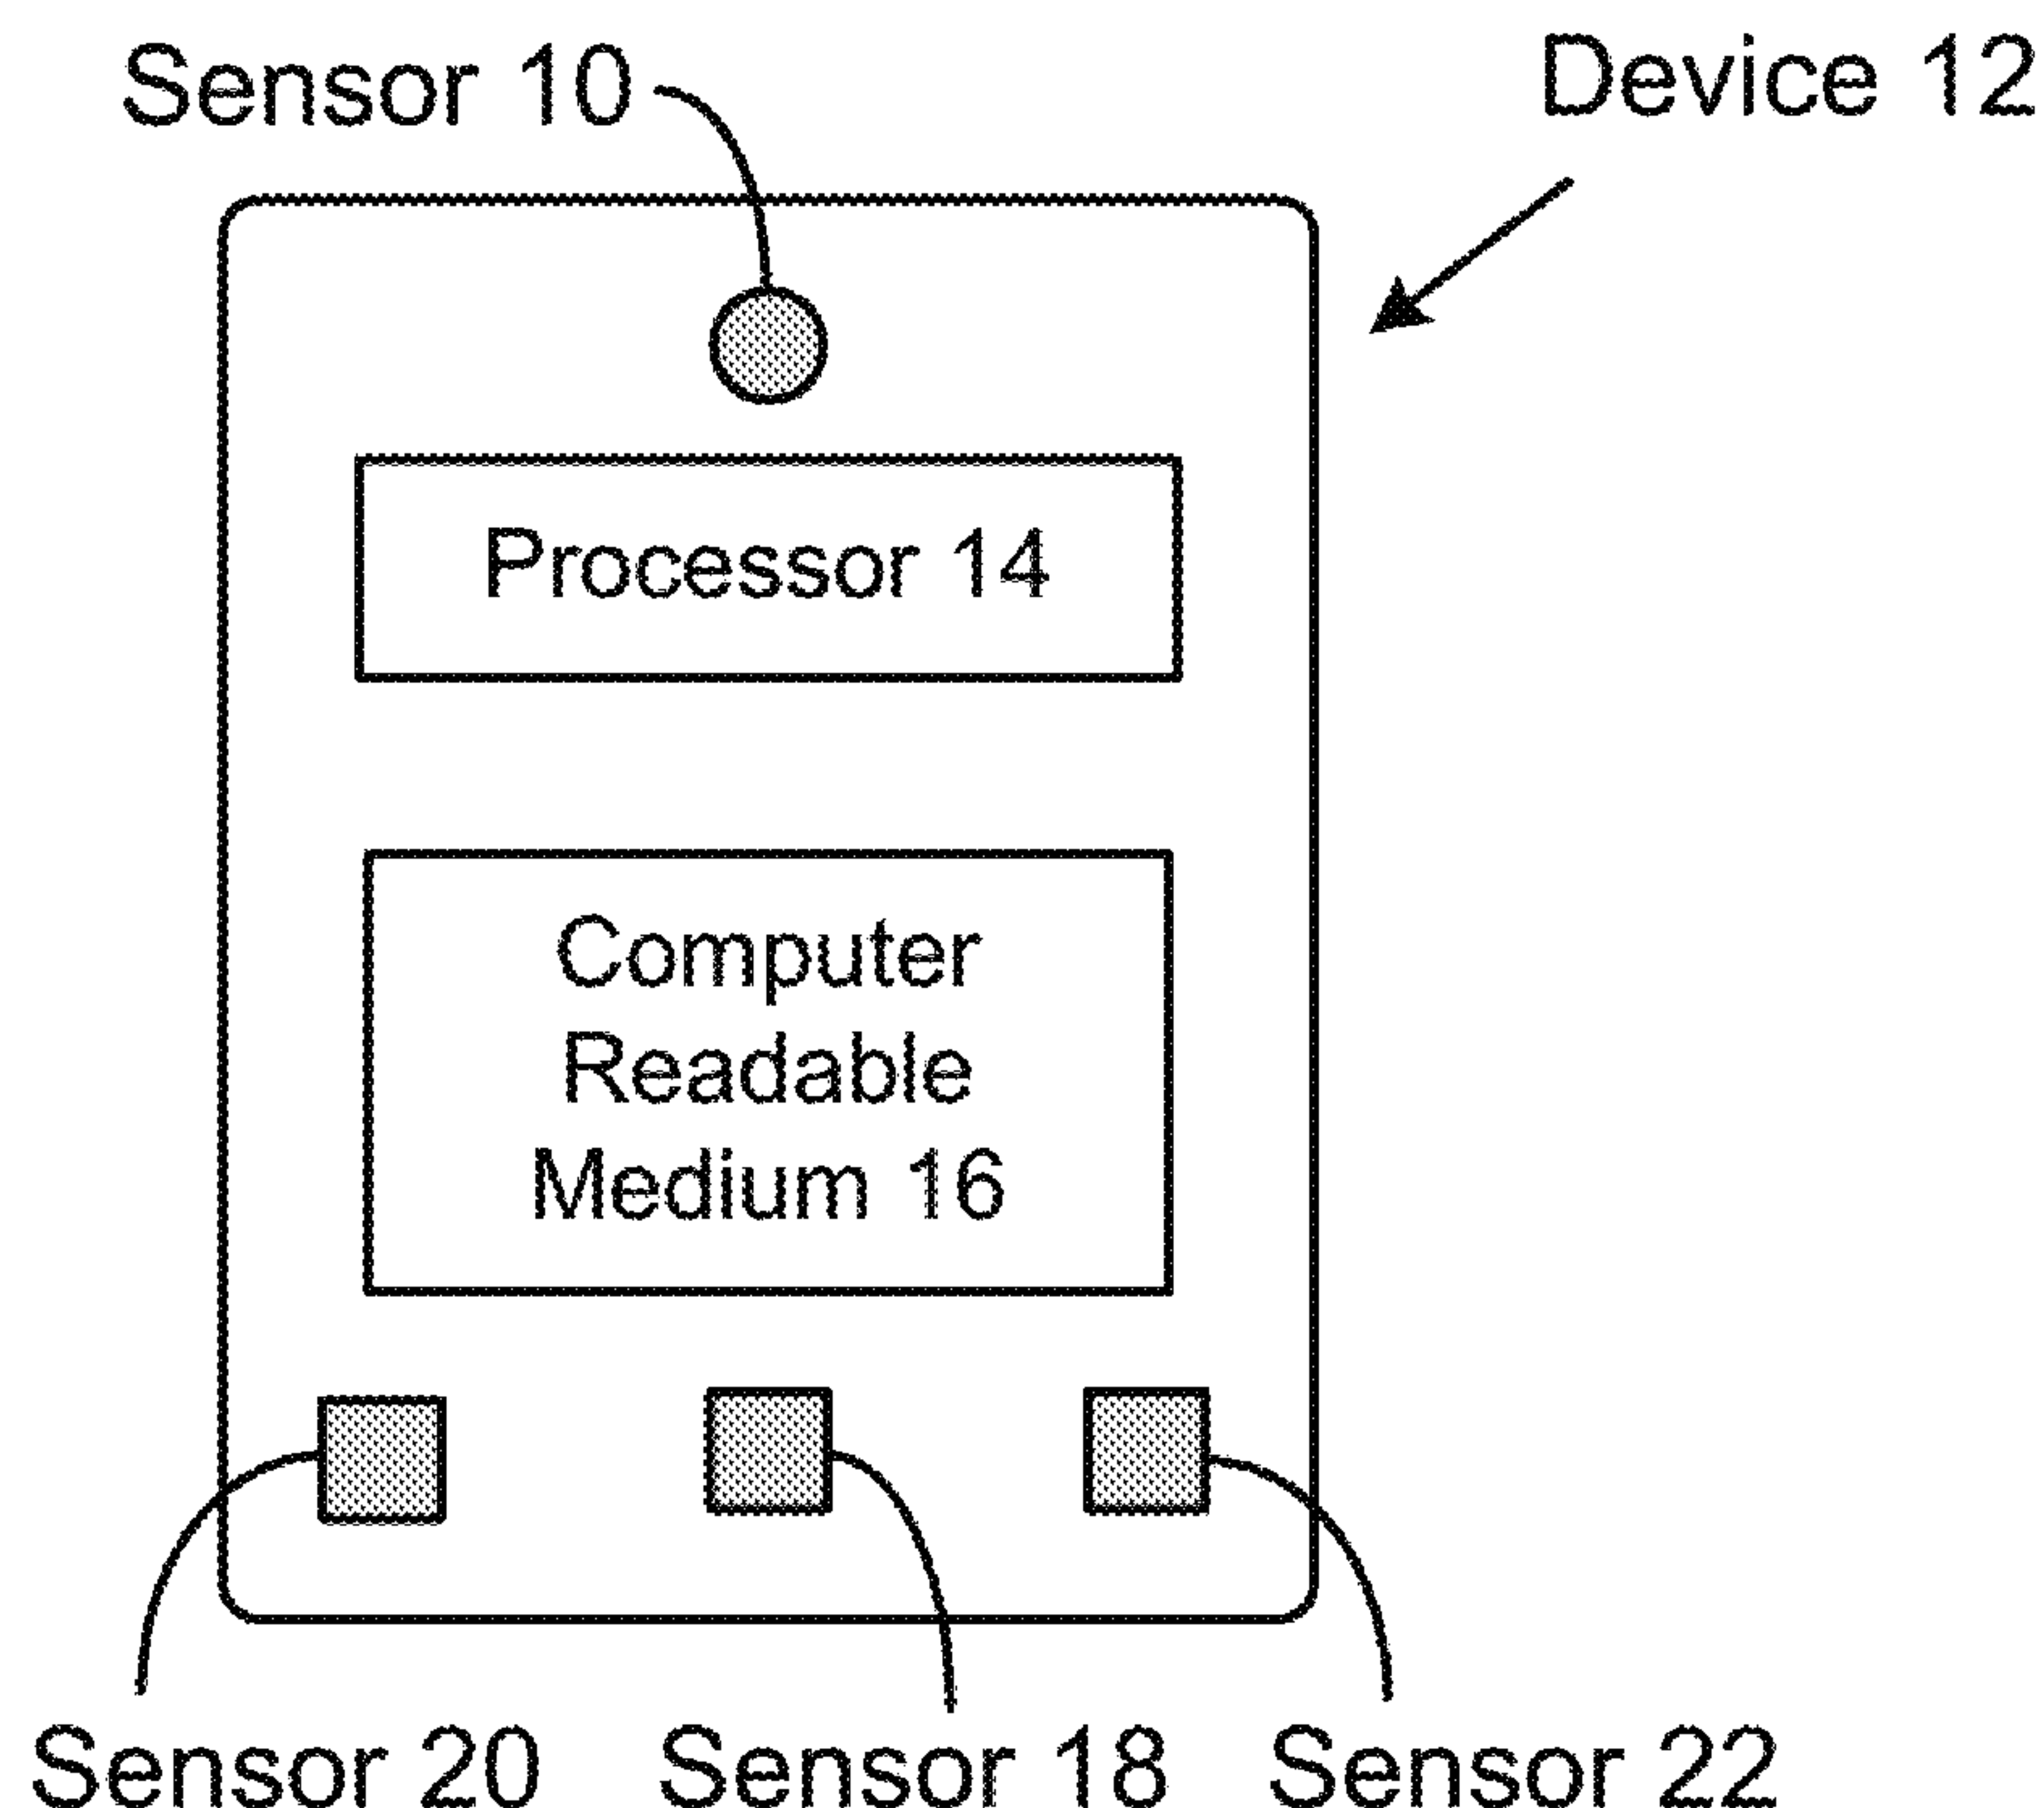 Sensor 10
Device 12
Processor 14
Computer
Readable
Medium 16
Sensor 20
Sensor 18
Sensor 22